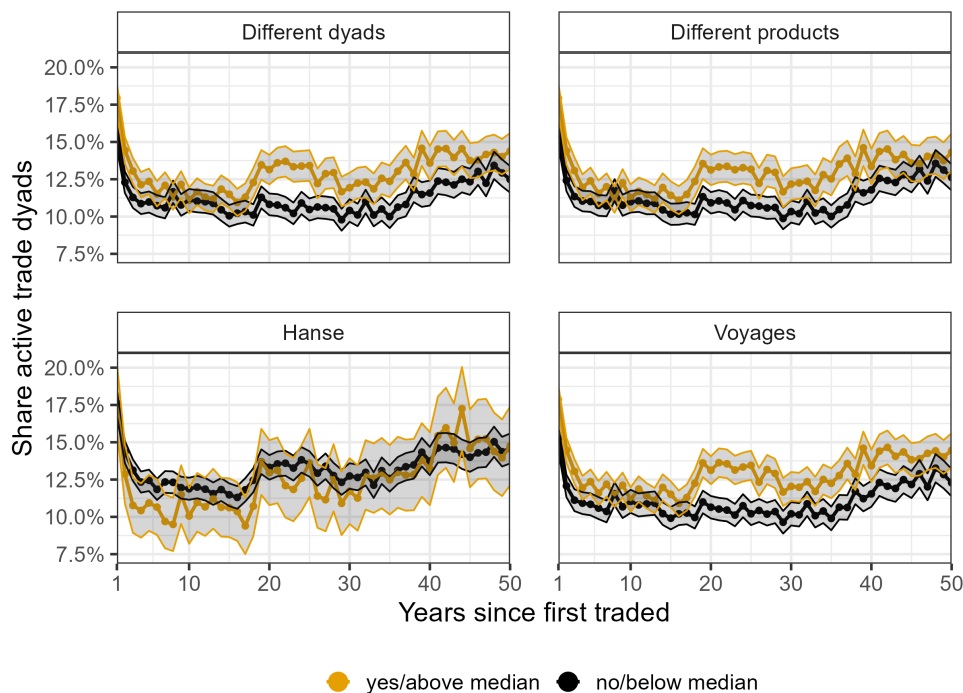 Different dyads
Different products
20.0%
17.5%
15.0%
12.5%
10.0%
7.5%
Hanse
Voyages
20.0%
17.5%
15.0%
12.5%
10.0%
7.5%
1 10 20 30 40 50
1 10 20 30 40 50
Share active trade dyads
Years since first traded
yes/above median
no/below median